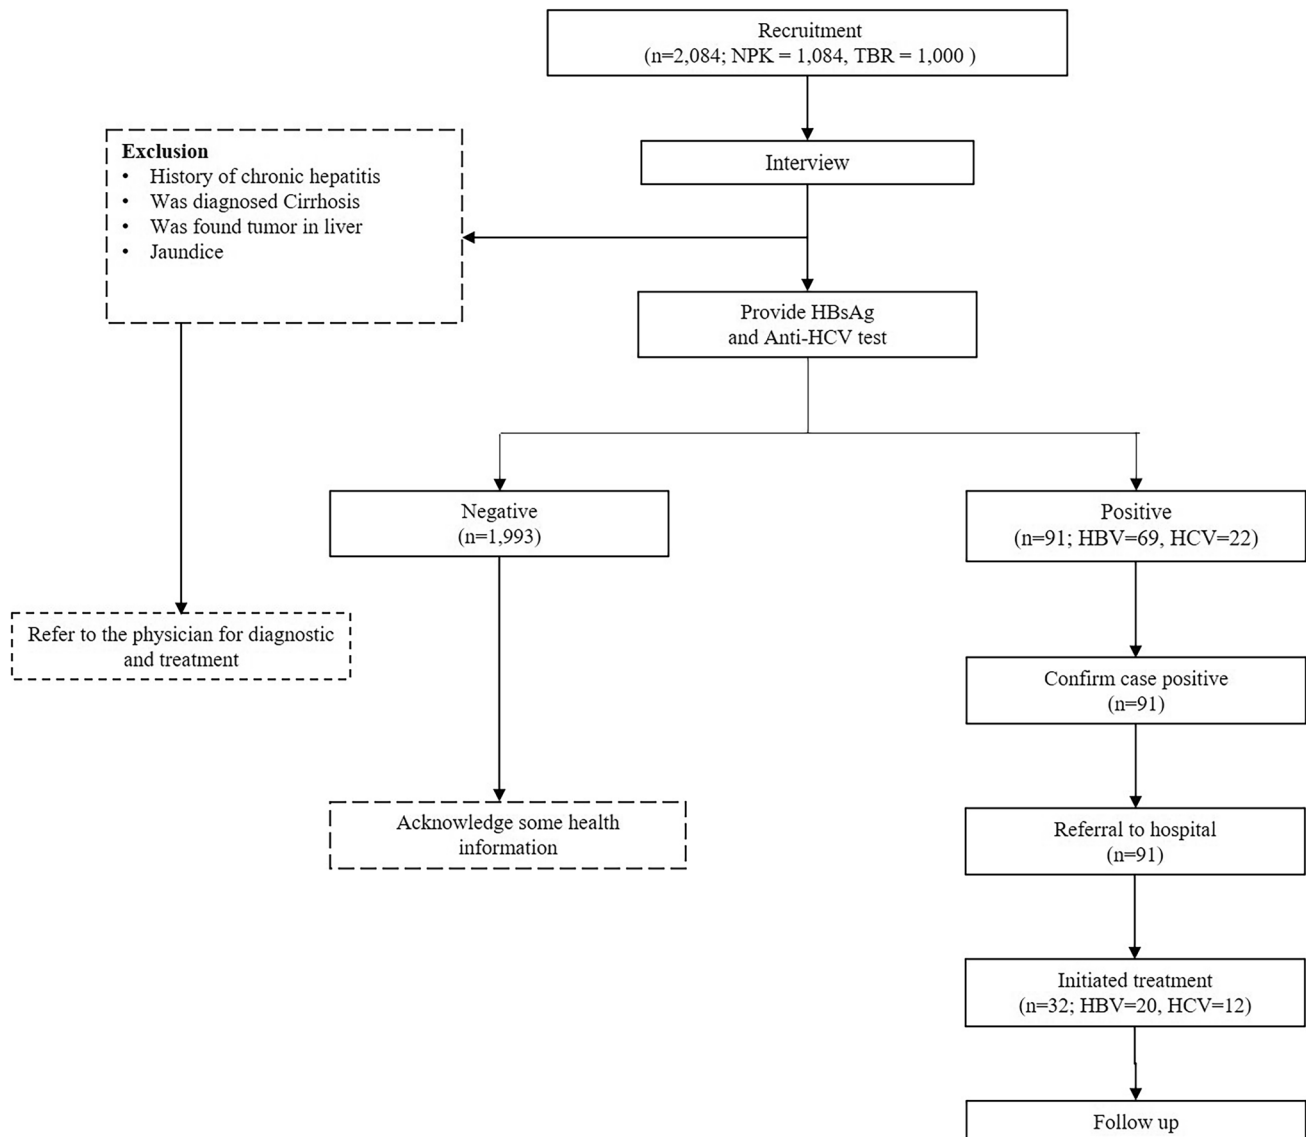 Recruitment
(n=2,084; NPK = 1,084, TBR = 1,000 )
Interview
Exclusion
• History of chronic hepatitis
• Was diagnosed Cirrhosis
• Was found tumor in liver
• Jaundice
Provide HBsAg
and Anti-HCV test
Negative
(n=1,993)
Positive
(n=91; HBV=69, HCV=22)
Refer to the physician for diagnostic
and treatment
Confirm case positive
(n=91)
Acknowledge some health
information
Referral to hospital
(n=91)
Initiated treatment
(n=32; HBV=20, HCV=12)
Follow up